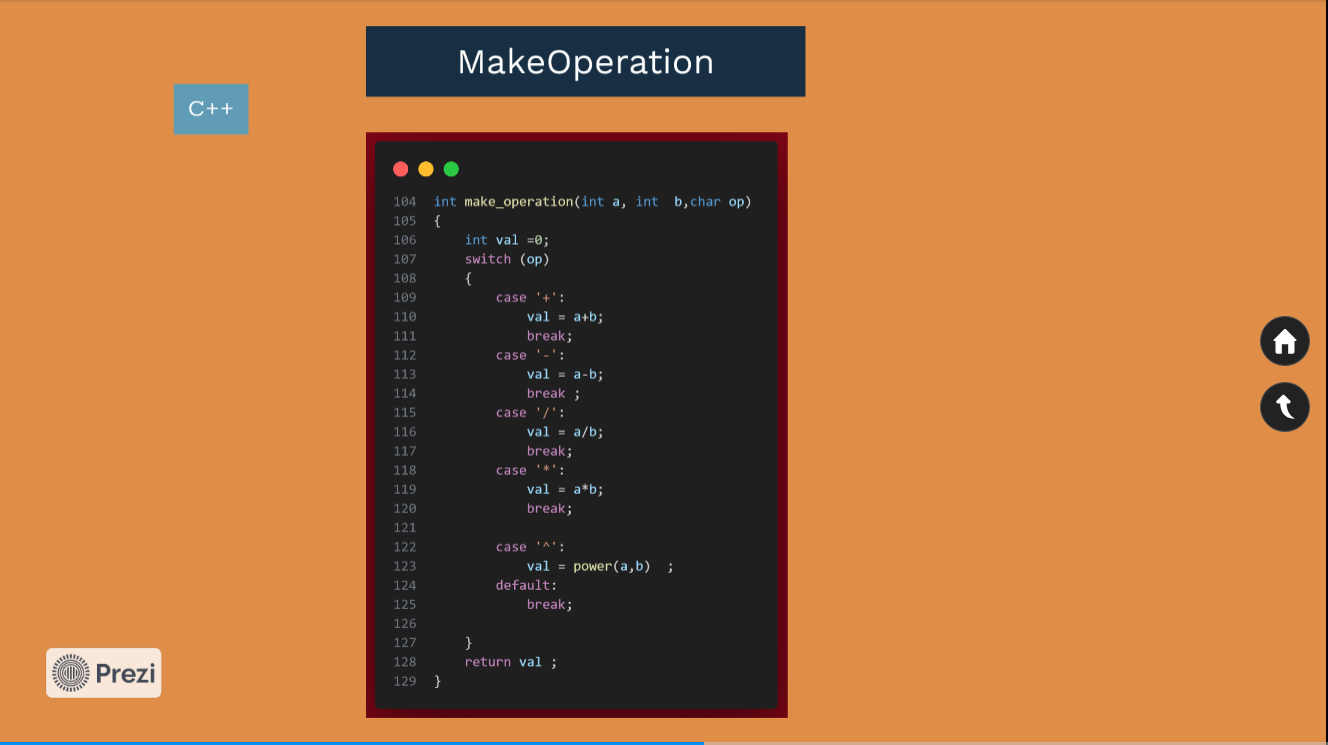 MakeOperation
C++
104 int make_operation(int a, int  b,char op)
105 {
106     int val =0;
107     switch (op)
108     {
109         case '+':
110             val = a+b;
111             break;
112         case '-':
113             val = a-b;
114             break ;
115         case '/':
116             val = a/b;
117             break;
118         case '*':
119             val = a*b;
120             break;
121
122         case '^':
123             val = power(a,b)  ;
124         default:
125             break;
126
127     }
128     return val ;
129 }
Prezi